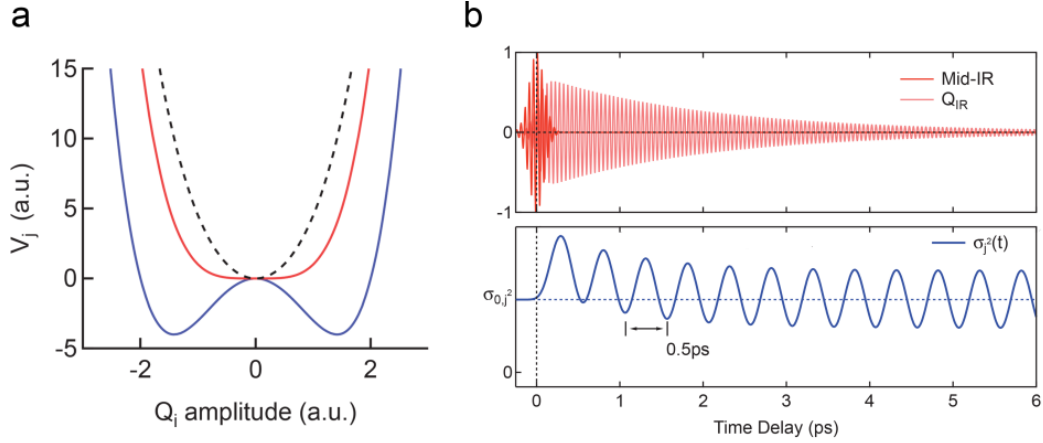 a
15
10
5
0
-5
V_j (a.u.)
-2
0
2
Q_i amplitude (a.u.)
b
1
0
-1
Mid-IR
Q_IR
σ_0,j²
0
σ_j²(t)
0.5ps
0
1
2
3
4
5
6
Time Delay (ps)